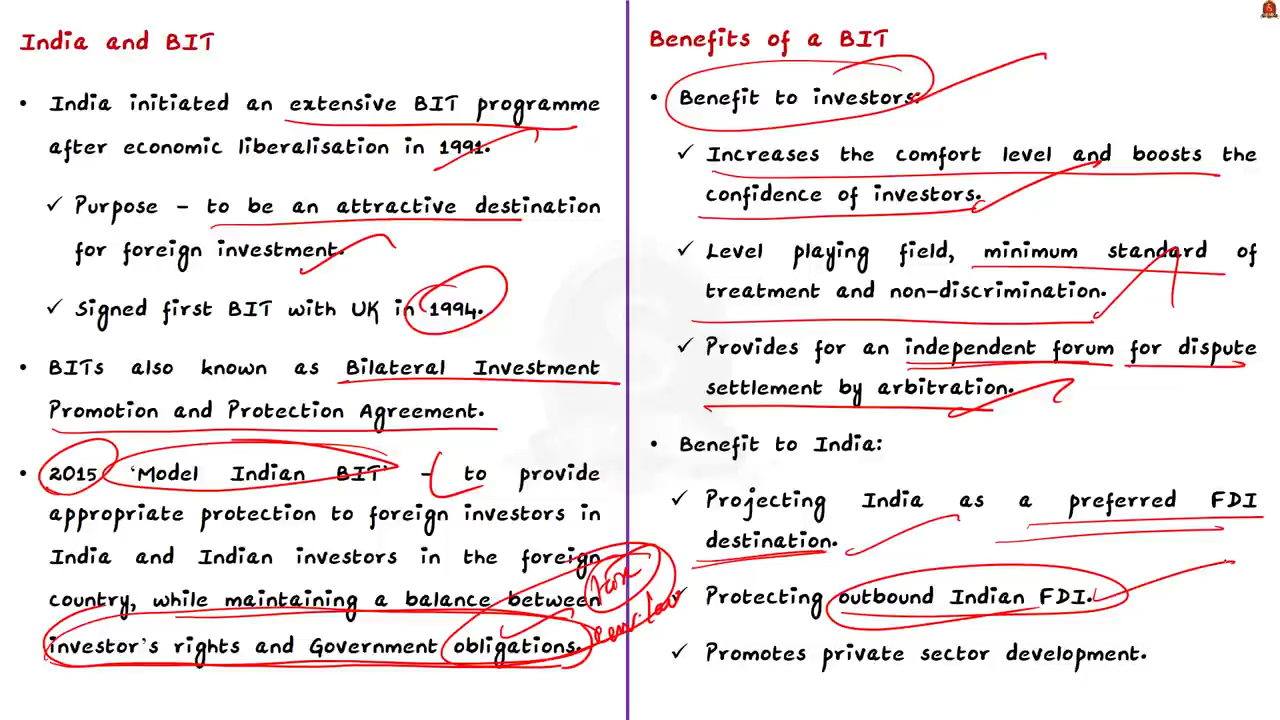 India and BIT
• India initiated an extensive BIT programme
after economic liberalisation in 1991.
✓ Purpose – to be an attractive destination
for foreign investment.
✓ Signed first BIT with UK in 1994.
• BITs also known as Bilateral Investment
Promotion and Protection Agreement.
• 2015 'Model Indian BIT' - to provide
appropriate protection to foreign investors in
India and Indian investors in the foreign
country, while maintaining a balance between
investor's rights and Government obligations.
Benefits of a BIT
• Benefit to investors:
✓ Increases the comfort level and boosts the
confidence of investors.
✓ Level playing field, minimum standard of
treatment and non-discrimination.
✓ Provides for an independent forum for dispute
settlement by arbitration.
• Benefit to India:
✓ Projecting India as a preferred FDI
destination.
✓ Protecting outbound Indian FDI.
✓ Promotes private sector development.